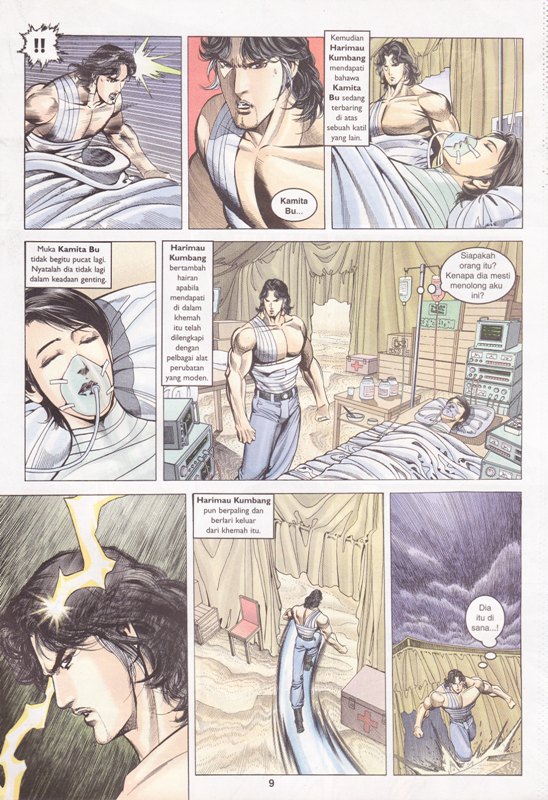 !!
Kamita
Bu...
Kemudian
Harimau
Kumbang
mendapati
bahawa
Kamita
Bu sedang
terbaring
di atas
sebuah katil
yang lain.
Muka Kamita Bu
tidak begitu pucat lagi.
Nyatalah dia tidak lagi
dalam keadaan genting.
Harimau
Kumbang
bertambah
hairan
apabila
mendapati
di dalam
khemah
itu telah
dilengkapi
dengan
pelbagai alat
perubatan
yang moden.
Siapakah
orang itu?
Kenapa dia mesti
menolong aku
ini?
Harimau Kumbang
pun berpaling dan
berlari keluar
dari khemah itu.
Dia
itu di
sana...!
9